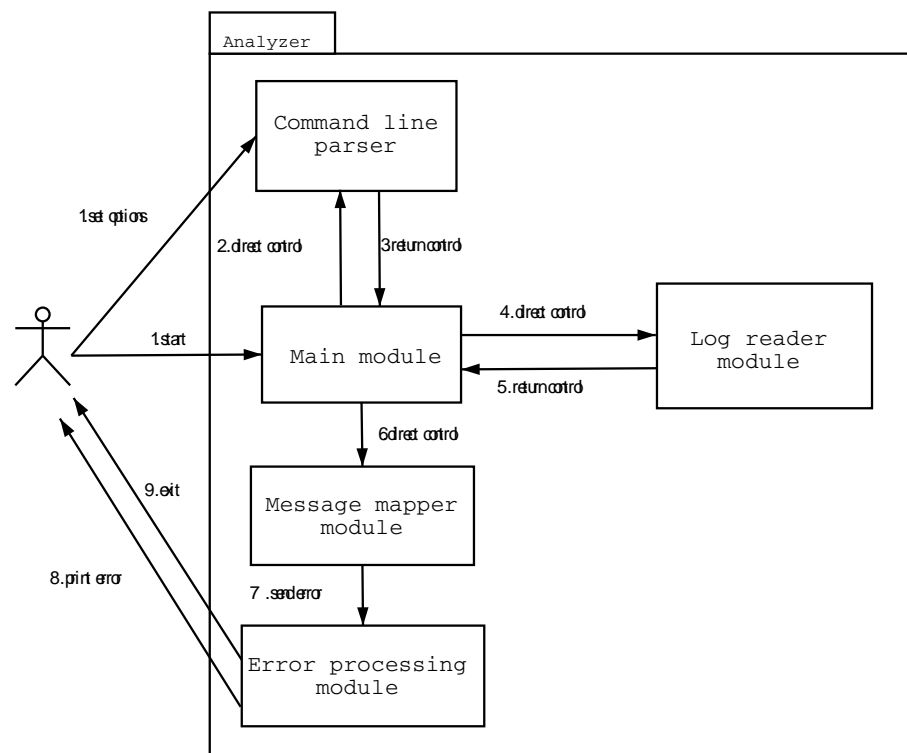 Analyzer
Command line
parser
1.set options
2.direct control
3.return control
4.direct control
1.start
Main module
Log reader
module
5.return control
6.direct control
Message mapper
module
9.exit
8.print error
7 .send error
Error processing
module